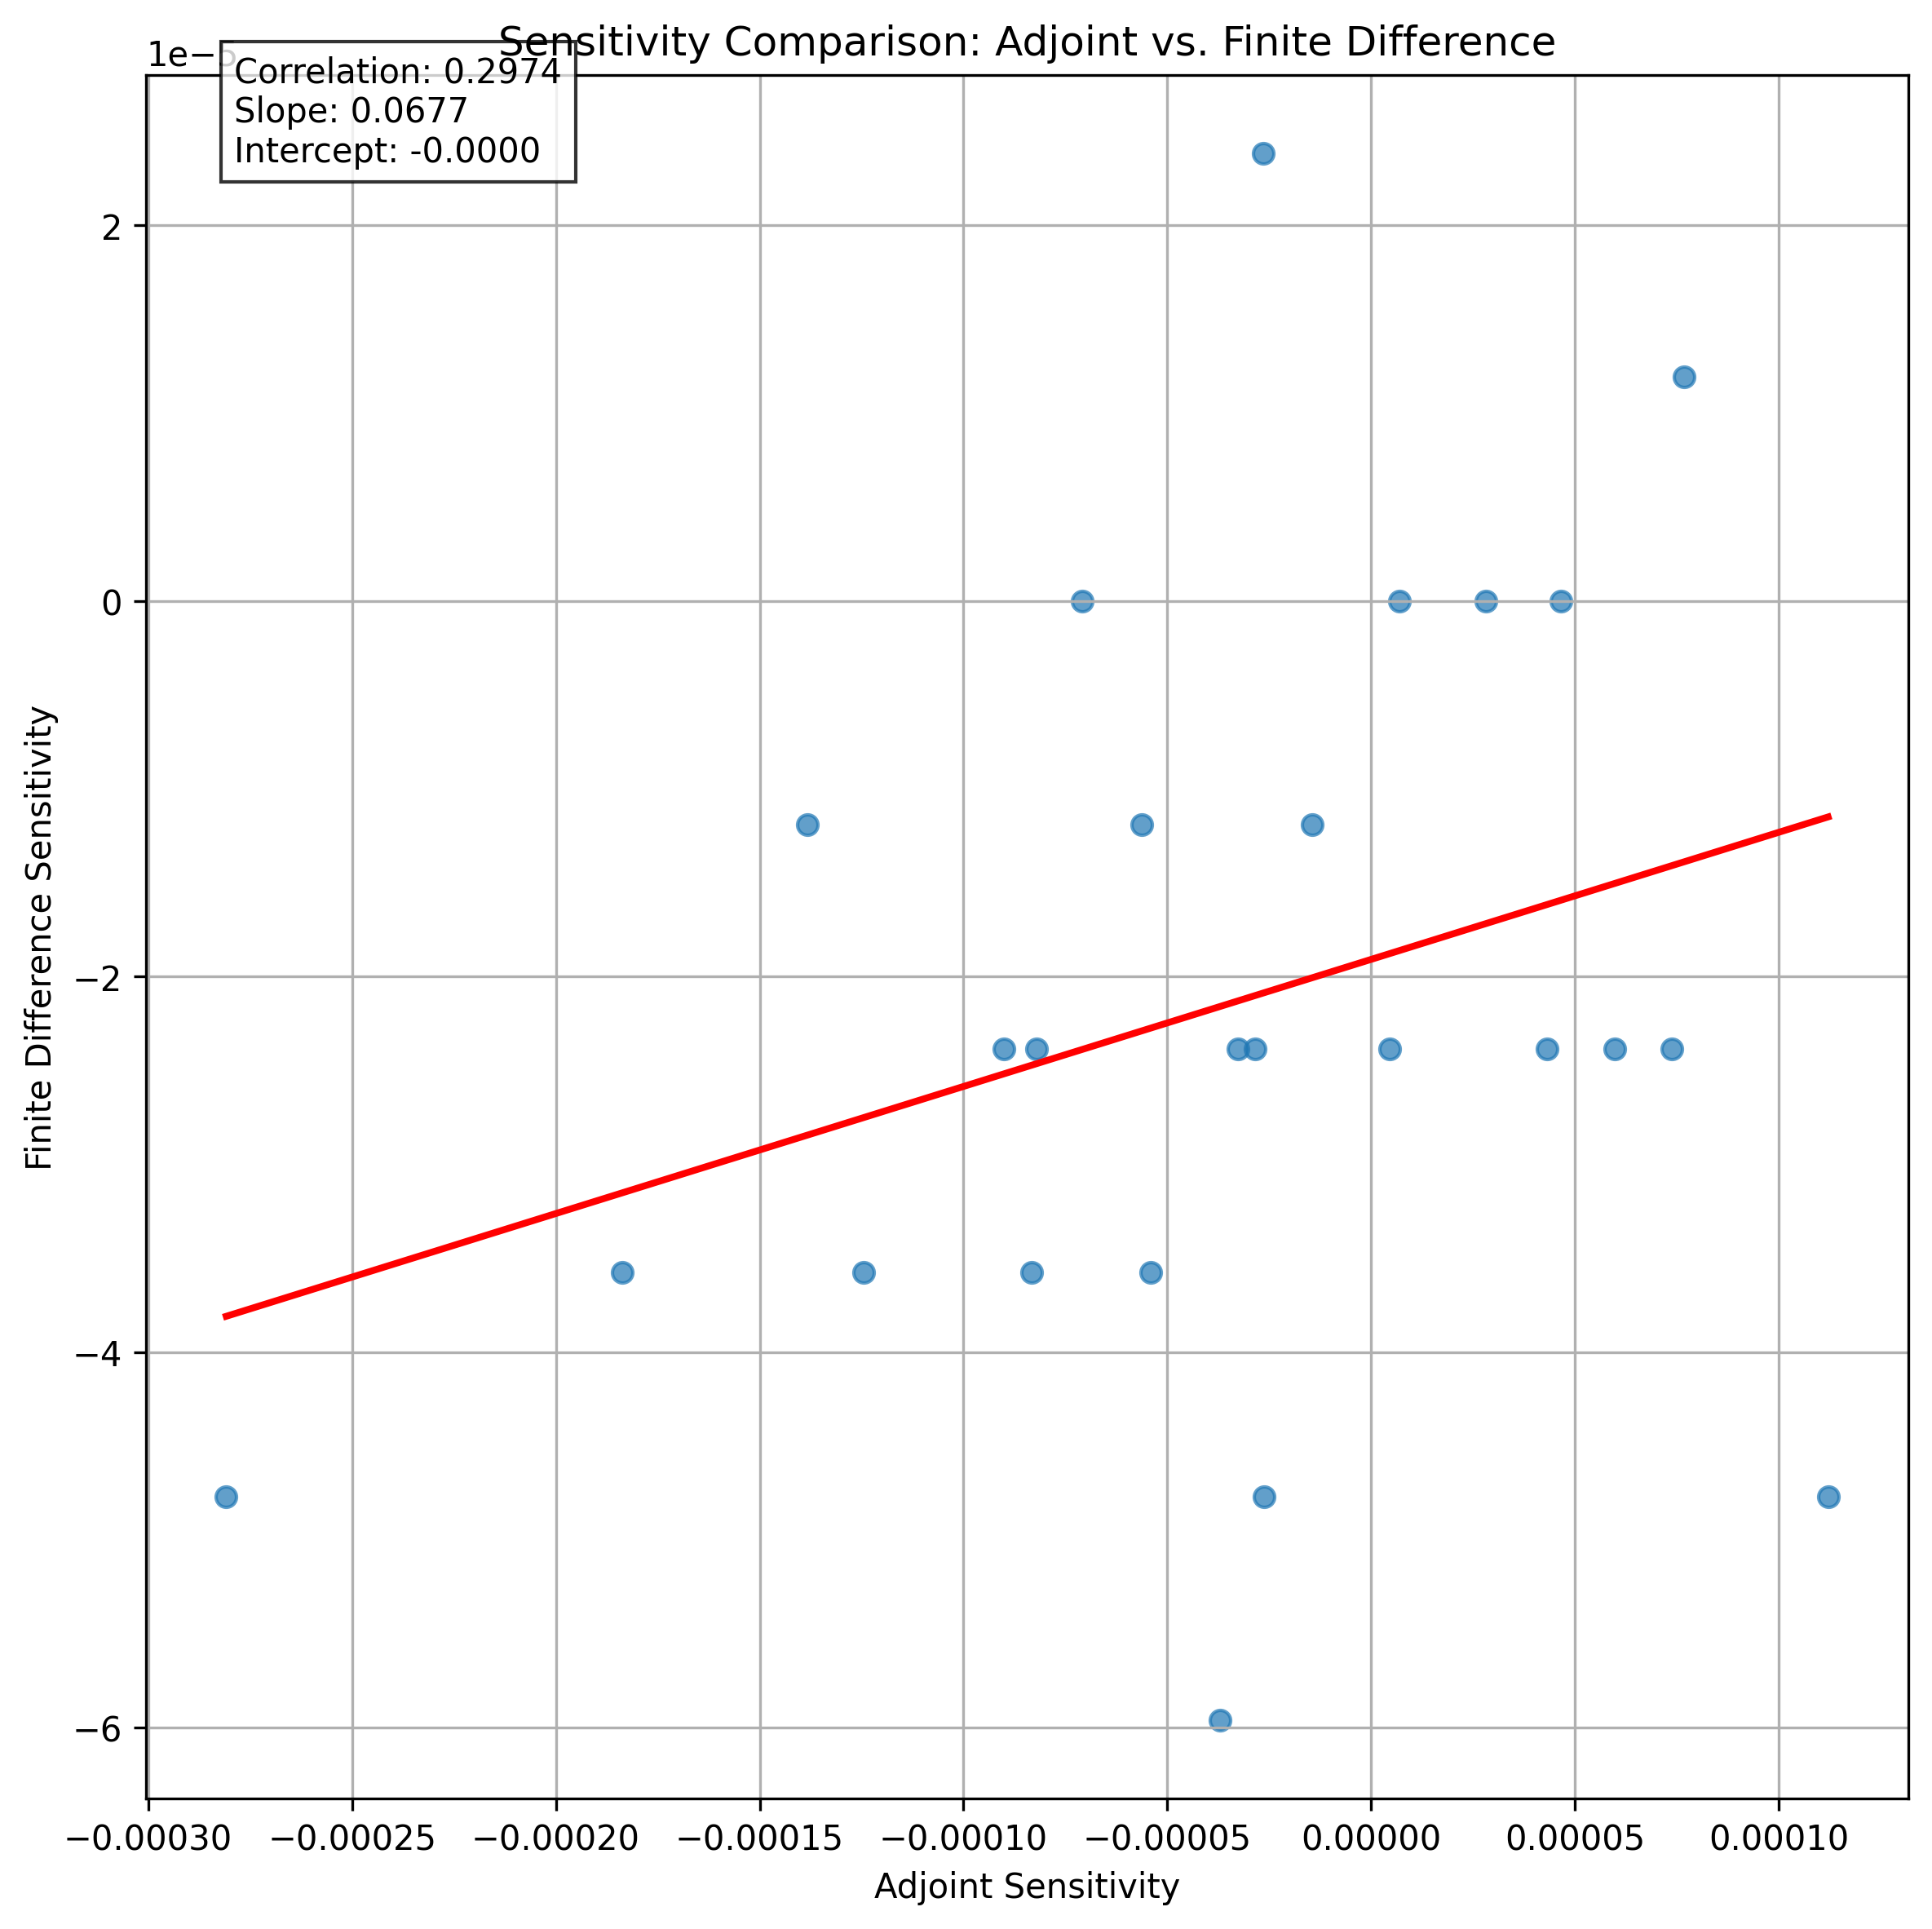 Sensitivity Comparison: Adjoint vs. Finite Difference
1e−5
Correlation: 0.2974
Slope: 0.0677
Intercept: -0.0000
2
0
−2
−4
−6
Finite Difference Sensitivity
−0.00030 −0.00025 −0.00020 −0.00015 −0.00010 −0.00005 0.00000 0.00005 0.00010
Adjoint Sensitivity